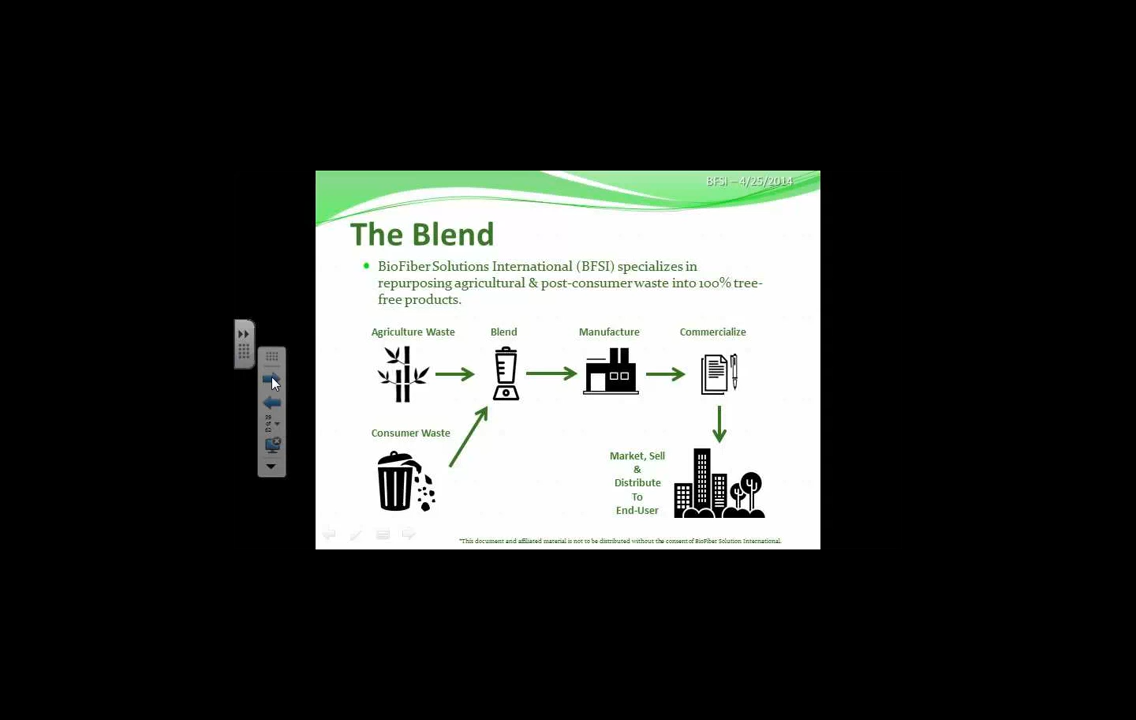 BFSI – 4/25/2014
The Blend
BioFiber Solutions International (BFSI) specializes in
repurposing agricultural & post-consumer waste into 100% tree-
free products.
Agriculture Waste
Blend
Manufacture
Commercialize
Consumer Waste
Market, Sell
&
Distribute
To
End-User
*This document and affiliated material is not to be distributed without the consent of BioFiber Solution International.